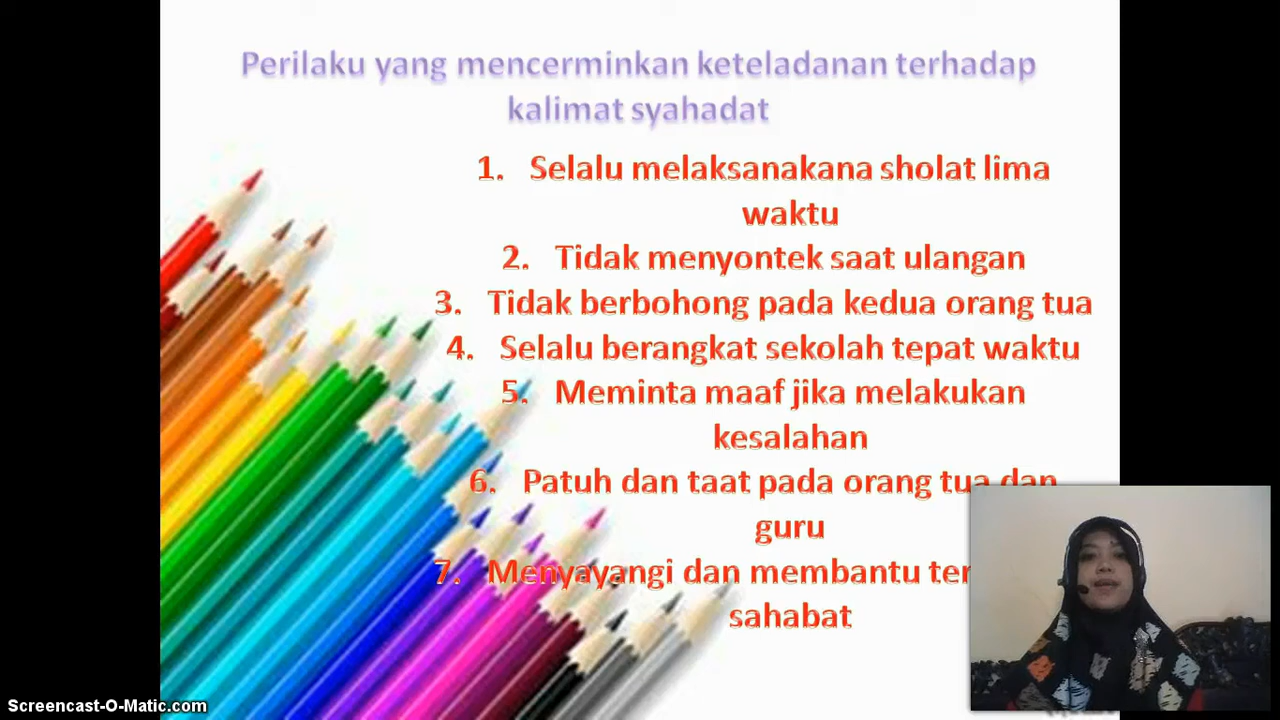 Perilaku yang mencerminkan keteladanan terhadap
kalimat syahadat
1. Selalu melaksanakana sholat lima
waktu
2. Tidak menyontek saat ulangan
3. Tidak berbohong pada kedua orang tua
4. Selalu berangkat sekolah tepat waktu
5. Meminta maaf jika melakukan
kesalahan
6. Patuh dan taat pada orang tua dan
guru
7. Menyayangi dan membantu
sahabat
Screencast-O-Matic.com